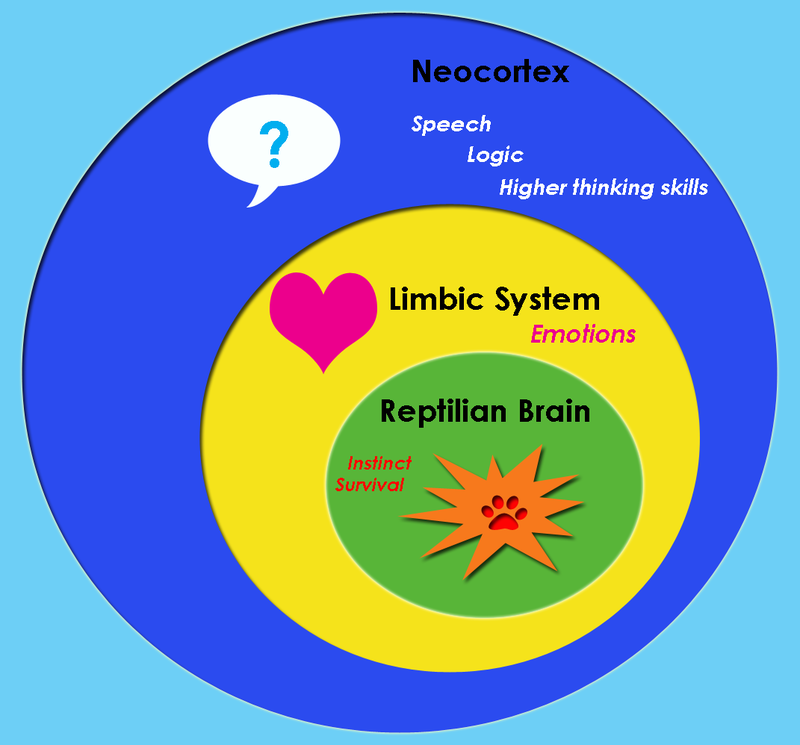 Neocortex
?
Speech
Logic
Higher thinking skills
Limbic System
Emotions
Reptilian Brain
Instinct
Survival